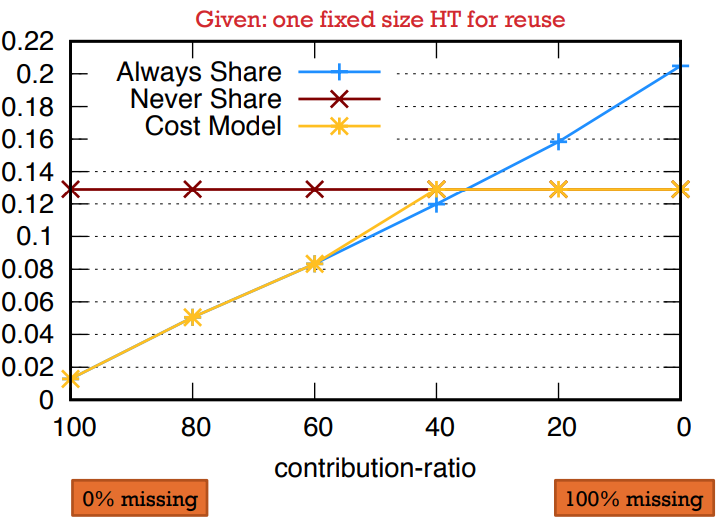 Given: one fixed size HT for reuse
0.22
0.2
0.18
0.16
0.14
0.12
0.1
0.08
0.06
0.04
0.02
0
Always Share
Never Share
Cost Model
100 80 60 40 20 0
contribution-ratio
0% missing
100% missing